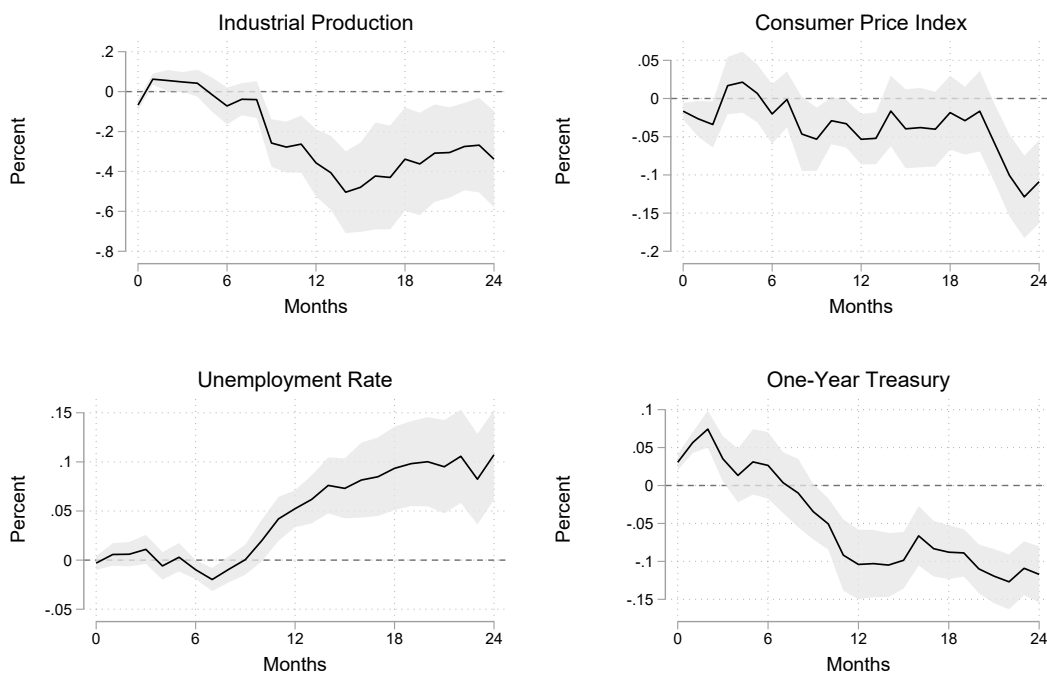 Industrial Production
Percent
.2
0
-.2
-.4
-.6
-.8
0 6 12 18 24
Months
Consumer Price Index
Percent
.05
0
-.05
-.1
-.15
-.2
0 6 12 18 24
Months
Unemployment Rate
Percent
.15
.1
.05
0
-.05
0 6 12 18 24
Months
One-Year Treasury
Percent
.1
.05
0
-.05
-.1
-.15
0 6 12 18 24
Months